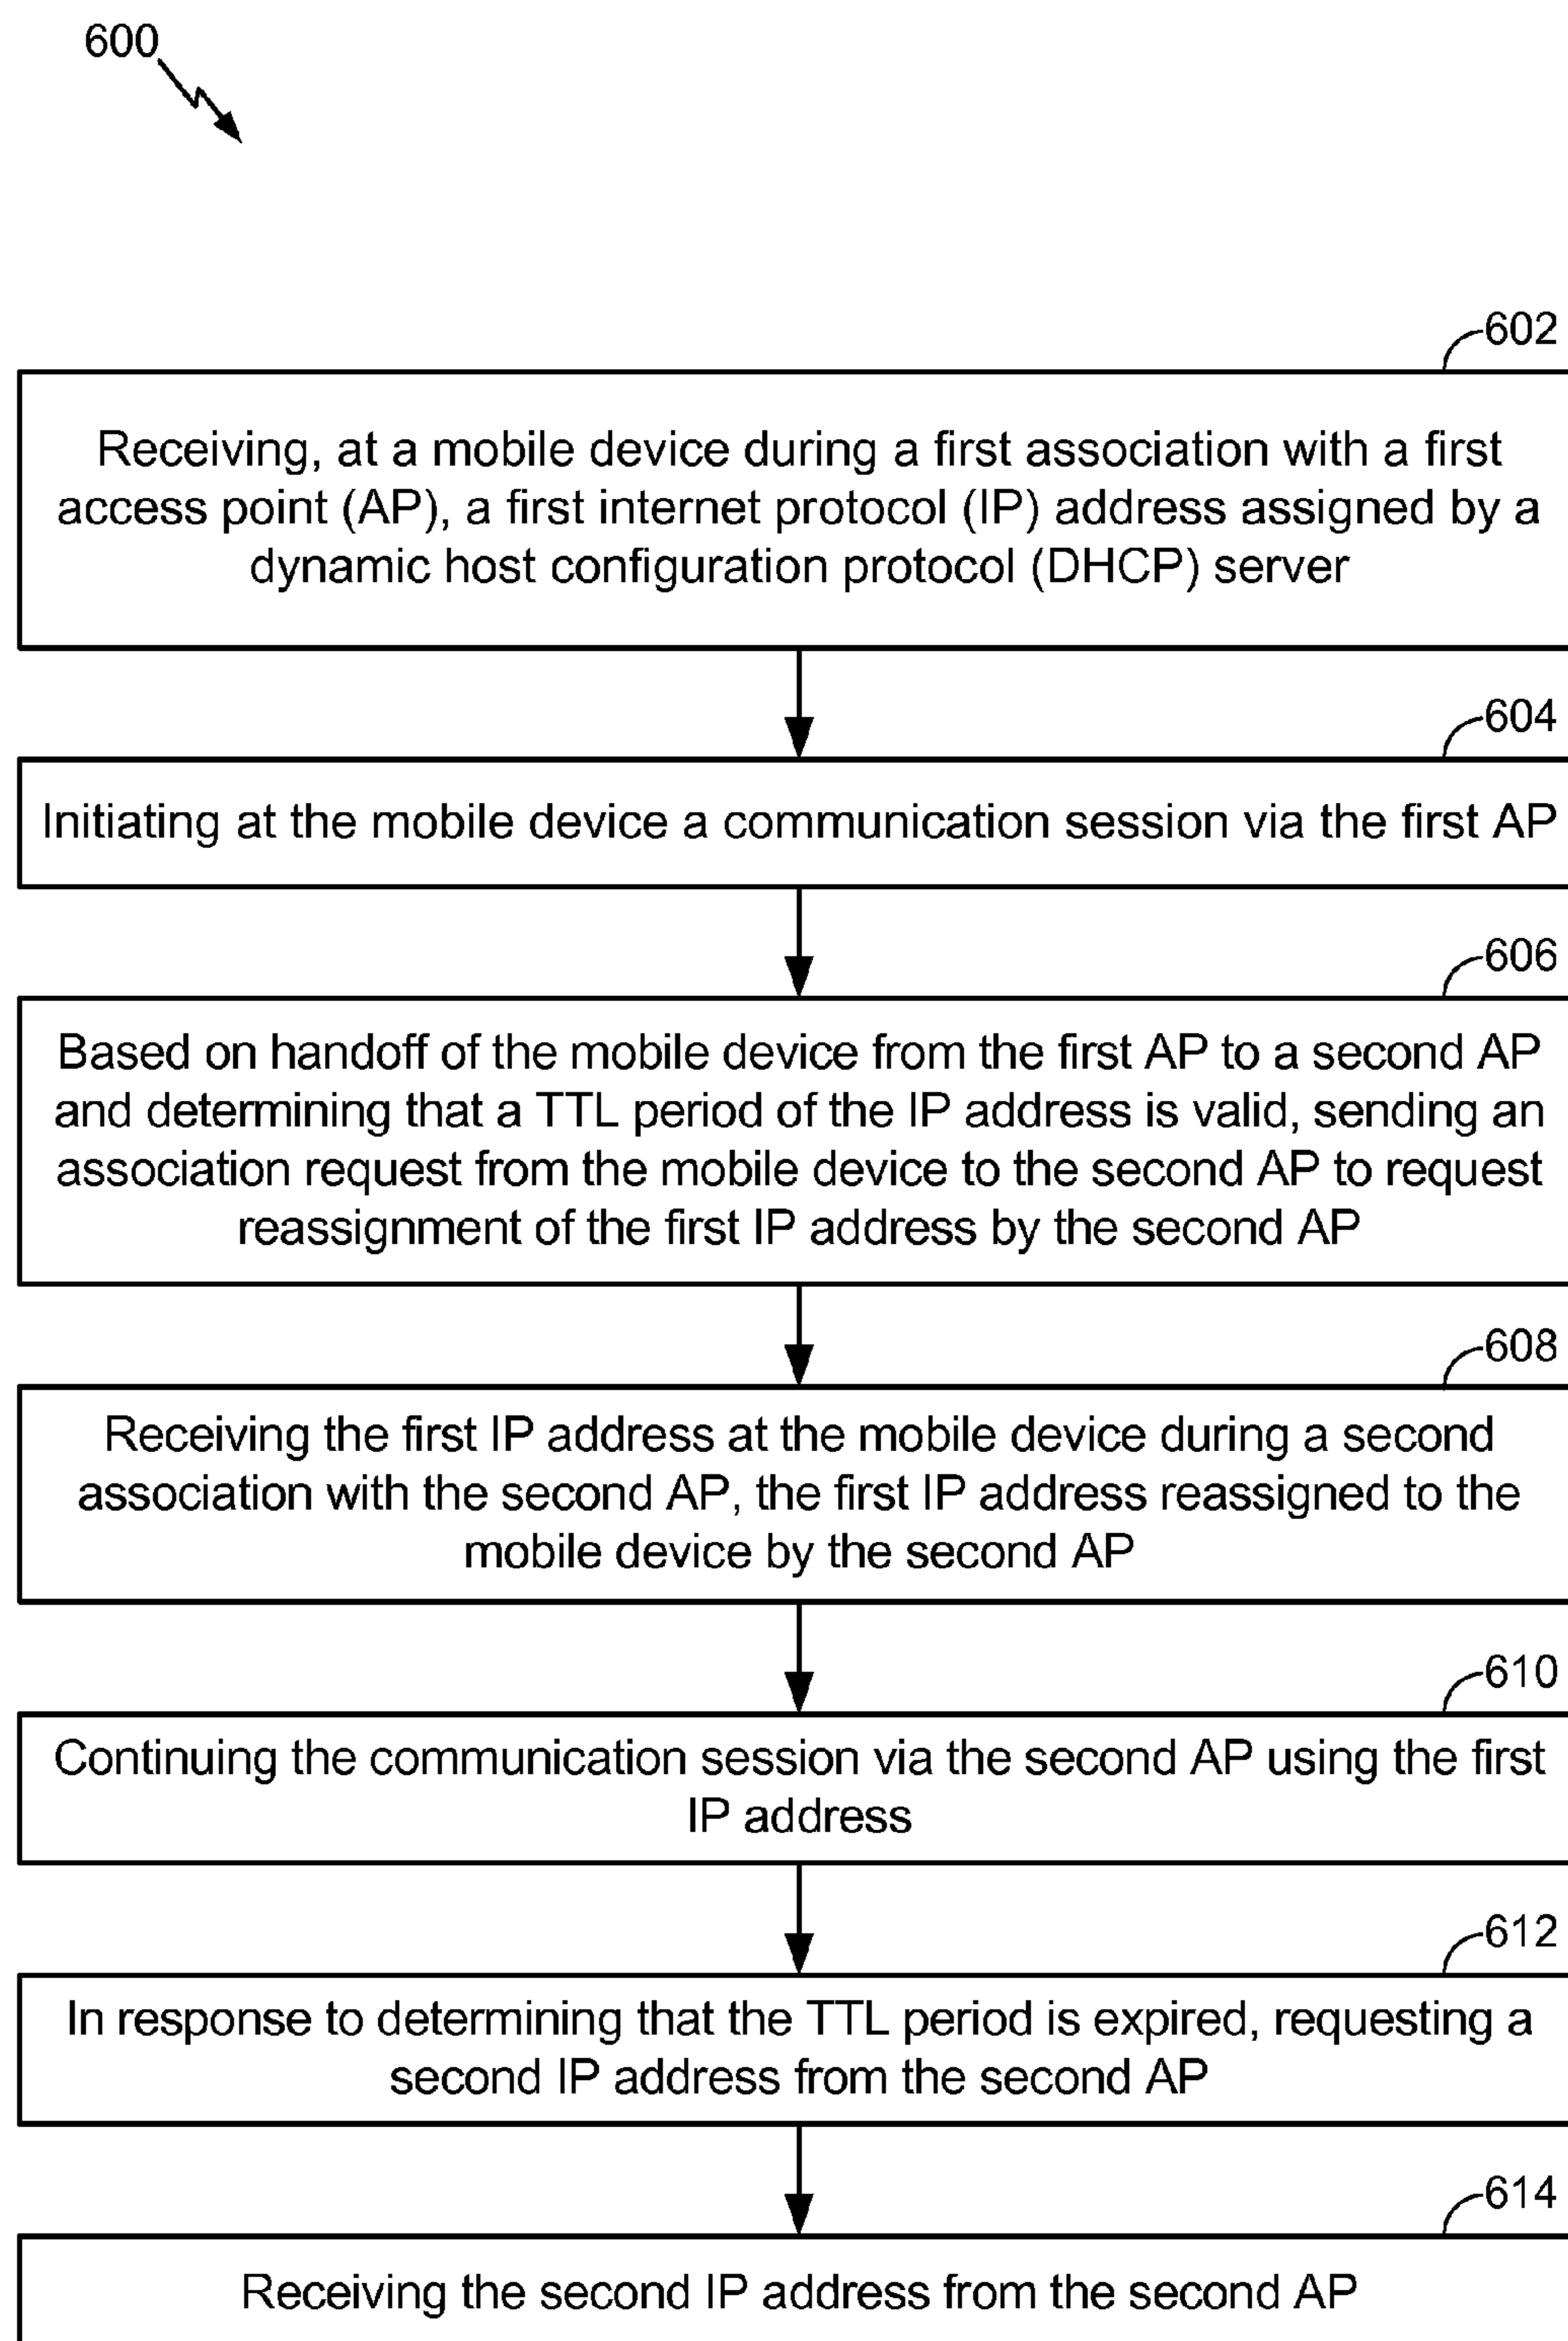 600
602
Receiving, at a mobile device during a first association with a first
access point (AP), a first internet protocol (IP) address assigned by a
dynamic host configuration protocol (DHCP) server
604
Initiating at the mobile device a communication session via the first AP
606
Based on handoff of the mobile device from the first AP to a second AP
and determining that a TTL period of the IP address is valid, sending an
association request from the mobile device to the second AP to request
reassignment of the first IP address by the second AP
608
Receiving the first IP address at the mobile device during a second
association with the second AP, the first IP address reassigned to the
mobile device by the second AP
610
Continuing the communication session via the second AP using the first
IP address
612
In response to determining that the TTL period is expired, requesting a
second IP address from the second AP
614
Receiving the second IP address from the second AP